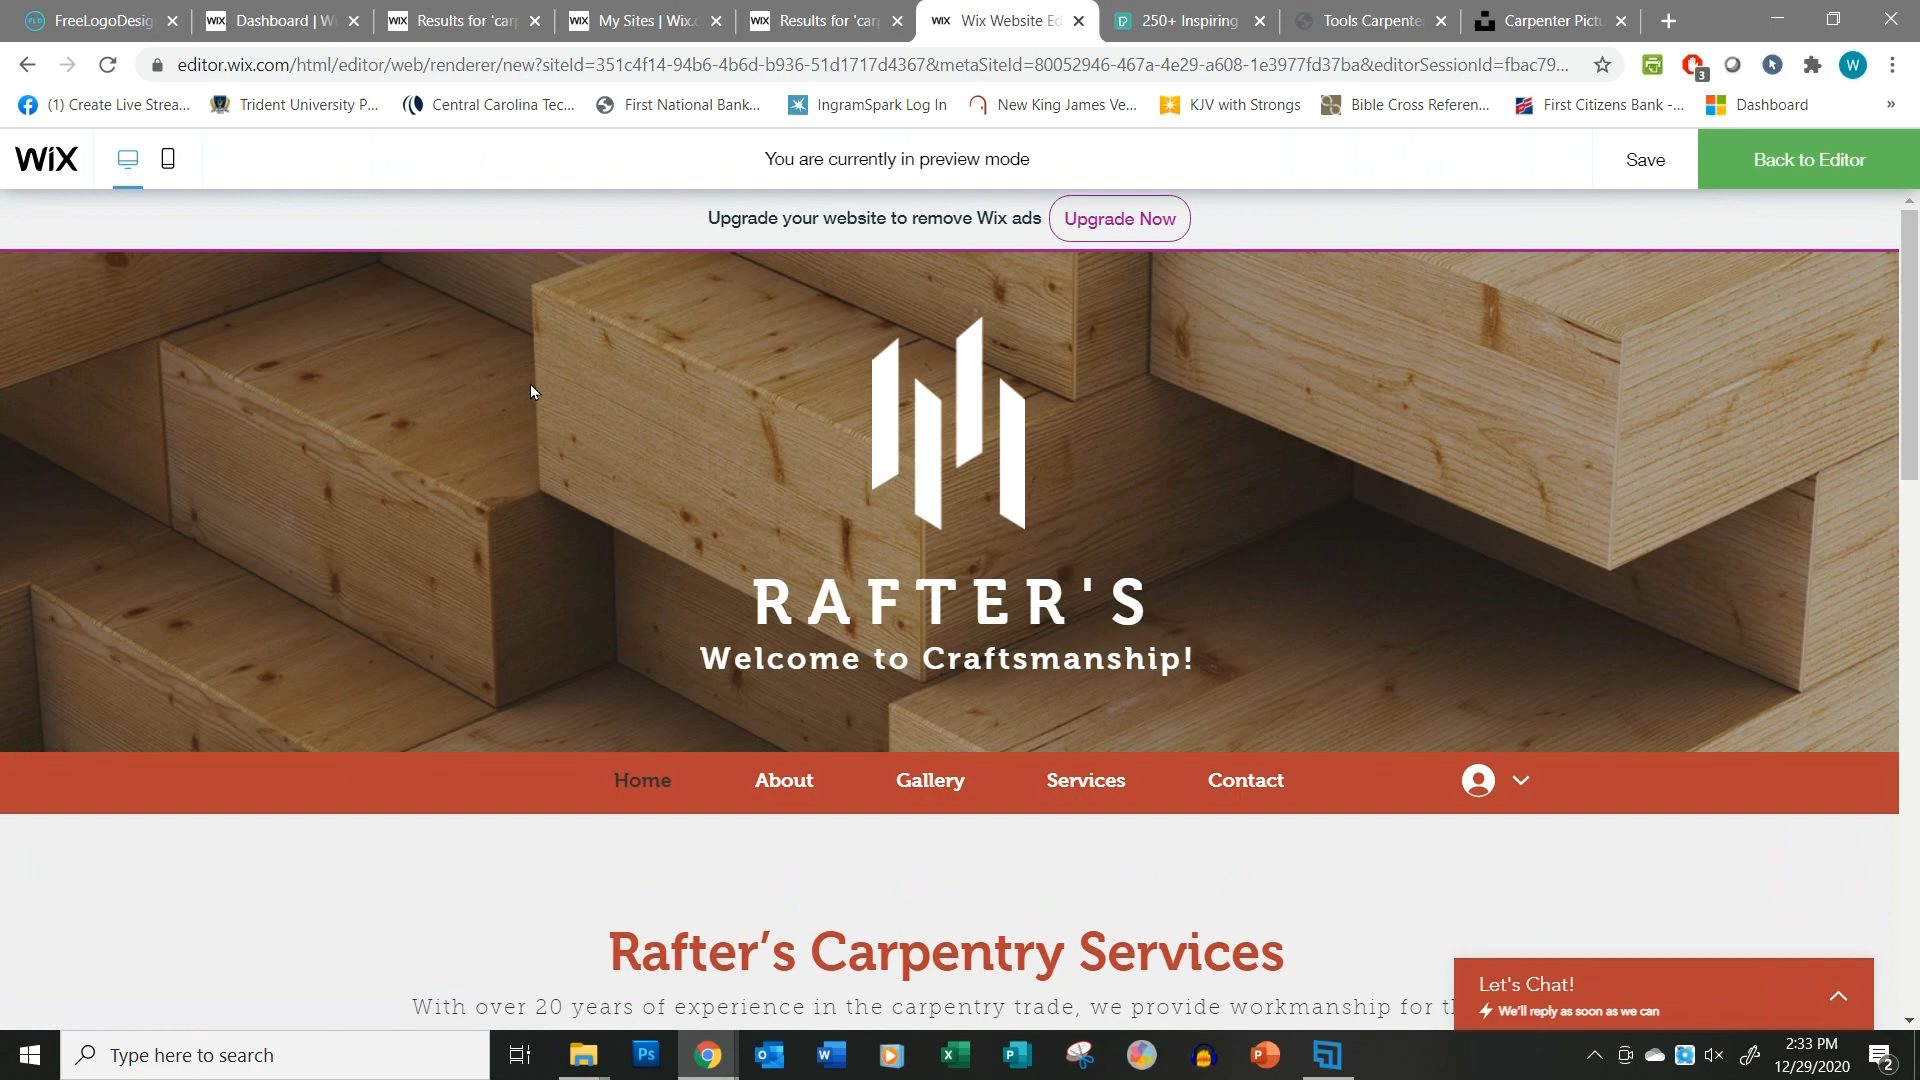 FreeLogoDesig
Dashboard | W
Results for 'car
My Sites | Wix.c
Results for 'car
Wix Website Ed
250+ Inspiring
Tools Carpente
Carpenter Pict
editor.wix.com/html/editor/web/renderer/new?siteId=351c4f14-94b6-4b6d-b936-51d1717d4367&metaSiteId=80052946-467a-4e29-a608-1e3977fd37ba&editorSessionId=fbac79...
3
W
(1) Create Live Strea...
Trident University P...
Central Carolina Tec...
First National Bank...
IngramSpark Log In
New King James Ve...
KJV with Strongs
Bible Cross Referen...
First Citizens Bank -...
Dashboard
»
WiX
You are currently in preview mode
Save
Back to Editor
Upgrade your website to remove Wix ads
Upgrade Now
RAFTER'S
Welcome to Craftsmanship!
Home
About
Gallery
Services
Contact
Rafter’s Carpentry Services
With over 20 years of experience in the carpentry trade, we provide workmanship for t
Let's Chat!
We'll reply as soon as we can
Type here to search
2:33 PM
12/29/2020
2